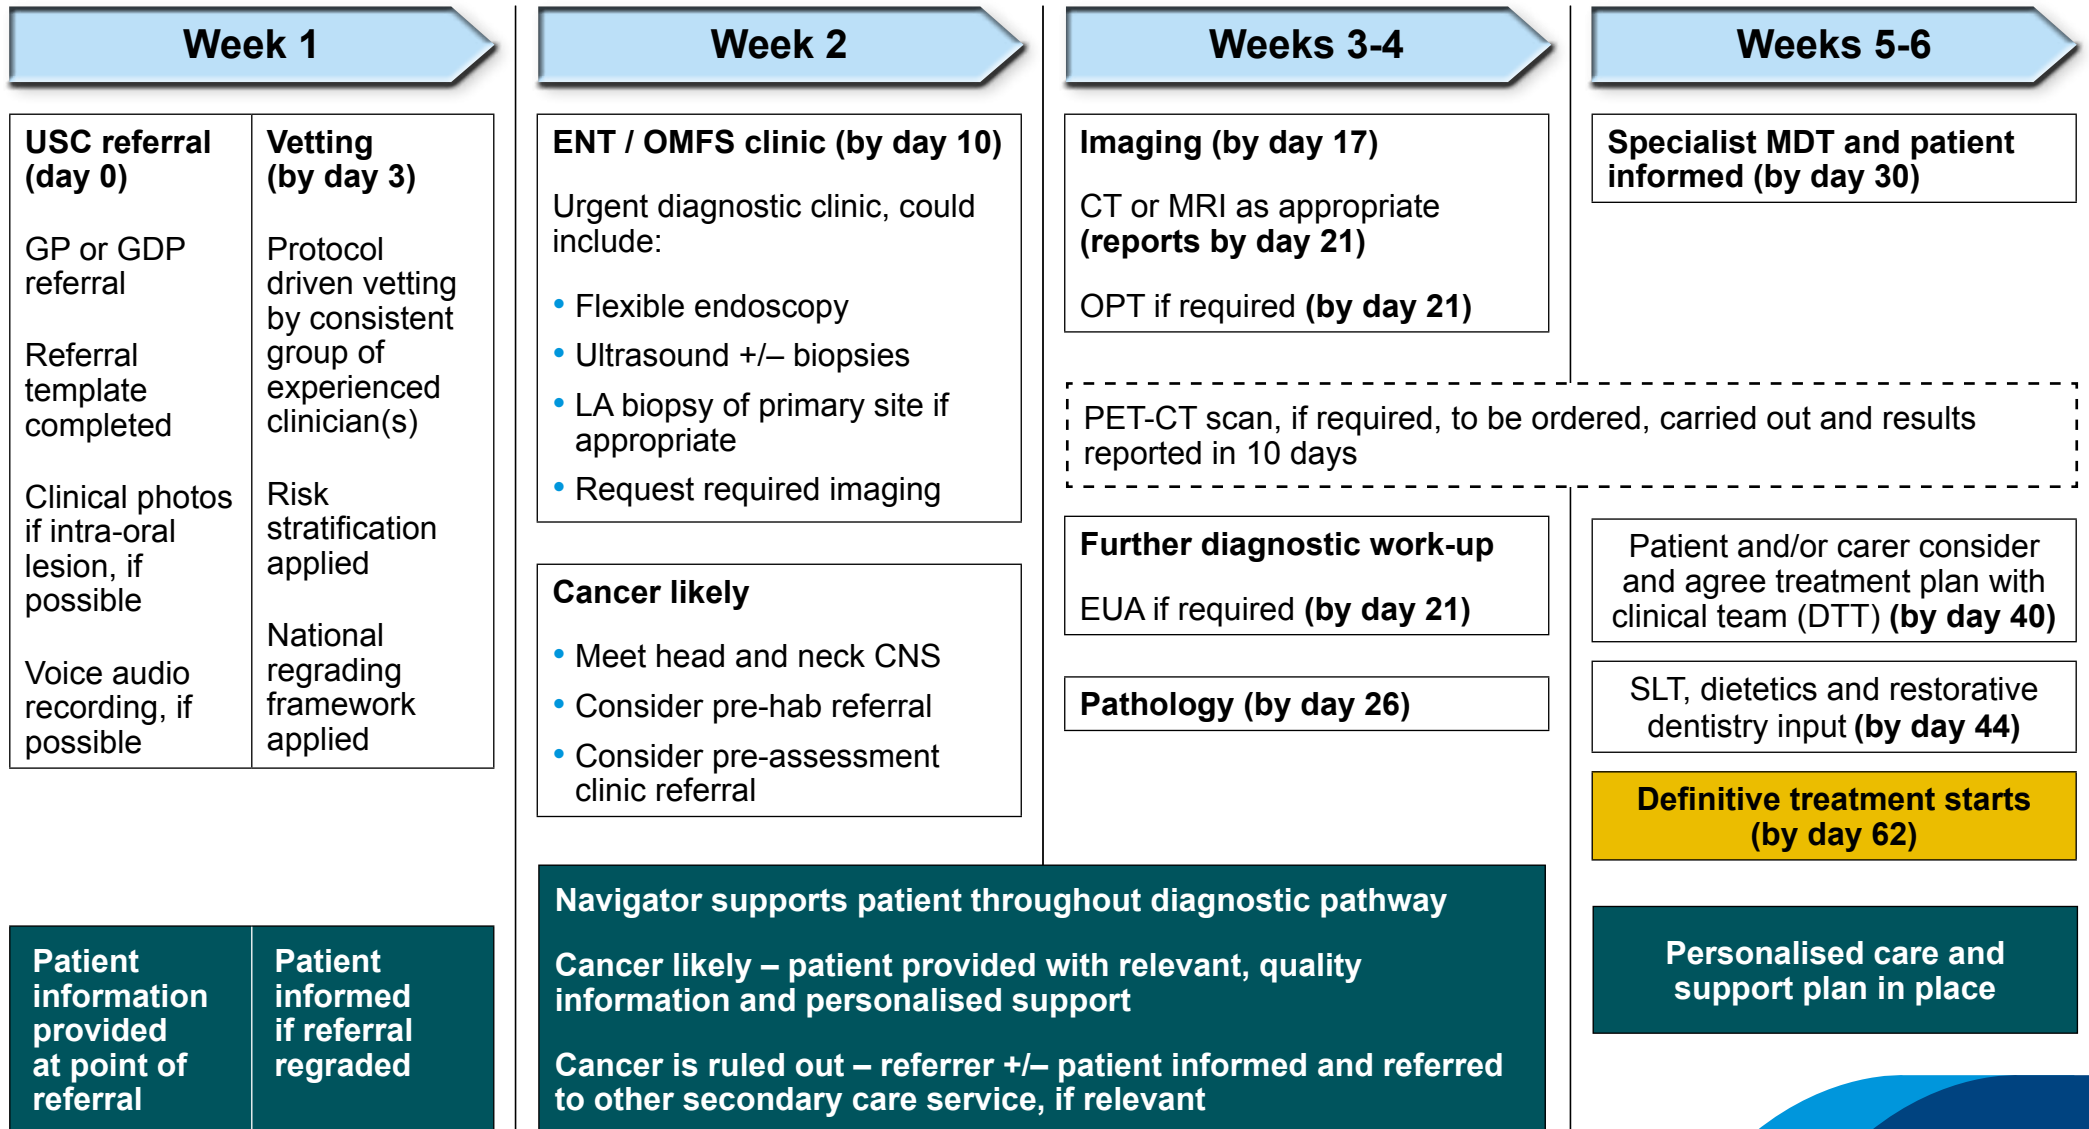 Week 1
USC referral
(day 0)
GP or GDP
referral
Referral
template
completed
Clinical photos
if intra-oral
lesion, if
possible
Voice audio
recording, if
possible
Vetting
(by day 3)
Protocol
driven vetting
by consistent
group of
experienced
clinician(s)
Risk
stratification
applied
National
regrading
framework
applied
Patient
information
provided
at point of
referral
Patient
informed
if referral
regraded
Week 2
ENT / OMFS clinic (by day 10)
Urgent diagnostic clinic, could
include:
• Flexible endoscopy
• Ultrasound +/– biopsies
• LA biopsy of primary site if
appropriate
• Request required imaging
Cancer likely
• Meet head and neck CNS
• Consider pre-hab referral
• Consider pre-assessment
clinic referral
Weeks 3-4
Imaging (by day 17)
CT or MRI as appropriate
(reports by day 21)
OPT if required (by day 21)
PET-CT scan, if required, to be ordered, carried out and results
reported in 10 days
Further diagnostic work-up
EUA if required (by day 21)
Pathology (by day 26)
Navigator supports patient throughout diagnostic pathway
Cancer likely – patient provided with relevant, quality
information and personalised support
Cancer is ruled out – referrer +/– patient informed and referred
to other secondary care service, if relevant
Weeks 5-6
Specialist MDT and patient
informed (by day 30)
Patient and/or carer consider
and agree treatment plan with
clinical team (DTT) (by day 40)
SLT, dietetics and restorative
dentistry input (by day 44)
Definitive treatment starts
(by day 62)
Personalised care and
support plan in place